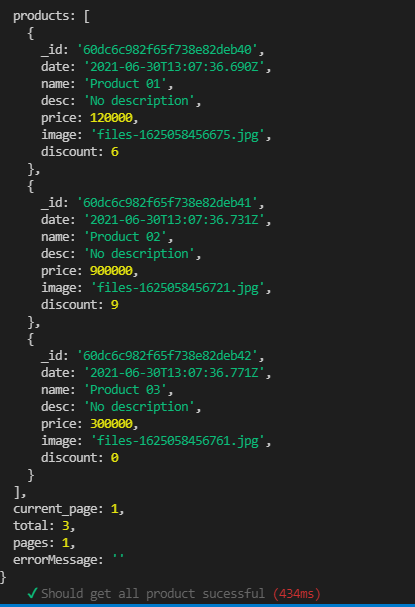 products: [
{
_id: '60dc6c982f65f738e82deb40',
date: '2021-06-30T13:07:36.690Z',
name: 'Product 01',
desc: 'No description',
price: 120000,
image: 'files-1625058456675.jpg',
discount: 6
},
{
_id: '60dc6c982f65f738e82deb41',
date: '2021-06-30T13:07:36.731Z',
name: 'Product 02',
desc: 'No description',
price: 900000,
image: 'files-1625058456721.jpg',
discount: 9
},
{
_id: '60dc6c982f65f738e82deb42',
date: '2021-06-30T13:07:36.771Z',
name: 'Product 03',
desc: 'No description',
price: 300000,
image: 'files-1625058456761.jpg',
discount: 0
}
],
current_page: 1,
total: 3,
pages: 1,
errorMessage: ''
}
✓ Should get all product sucessful (434ms)